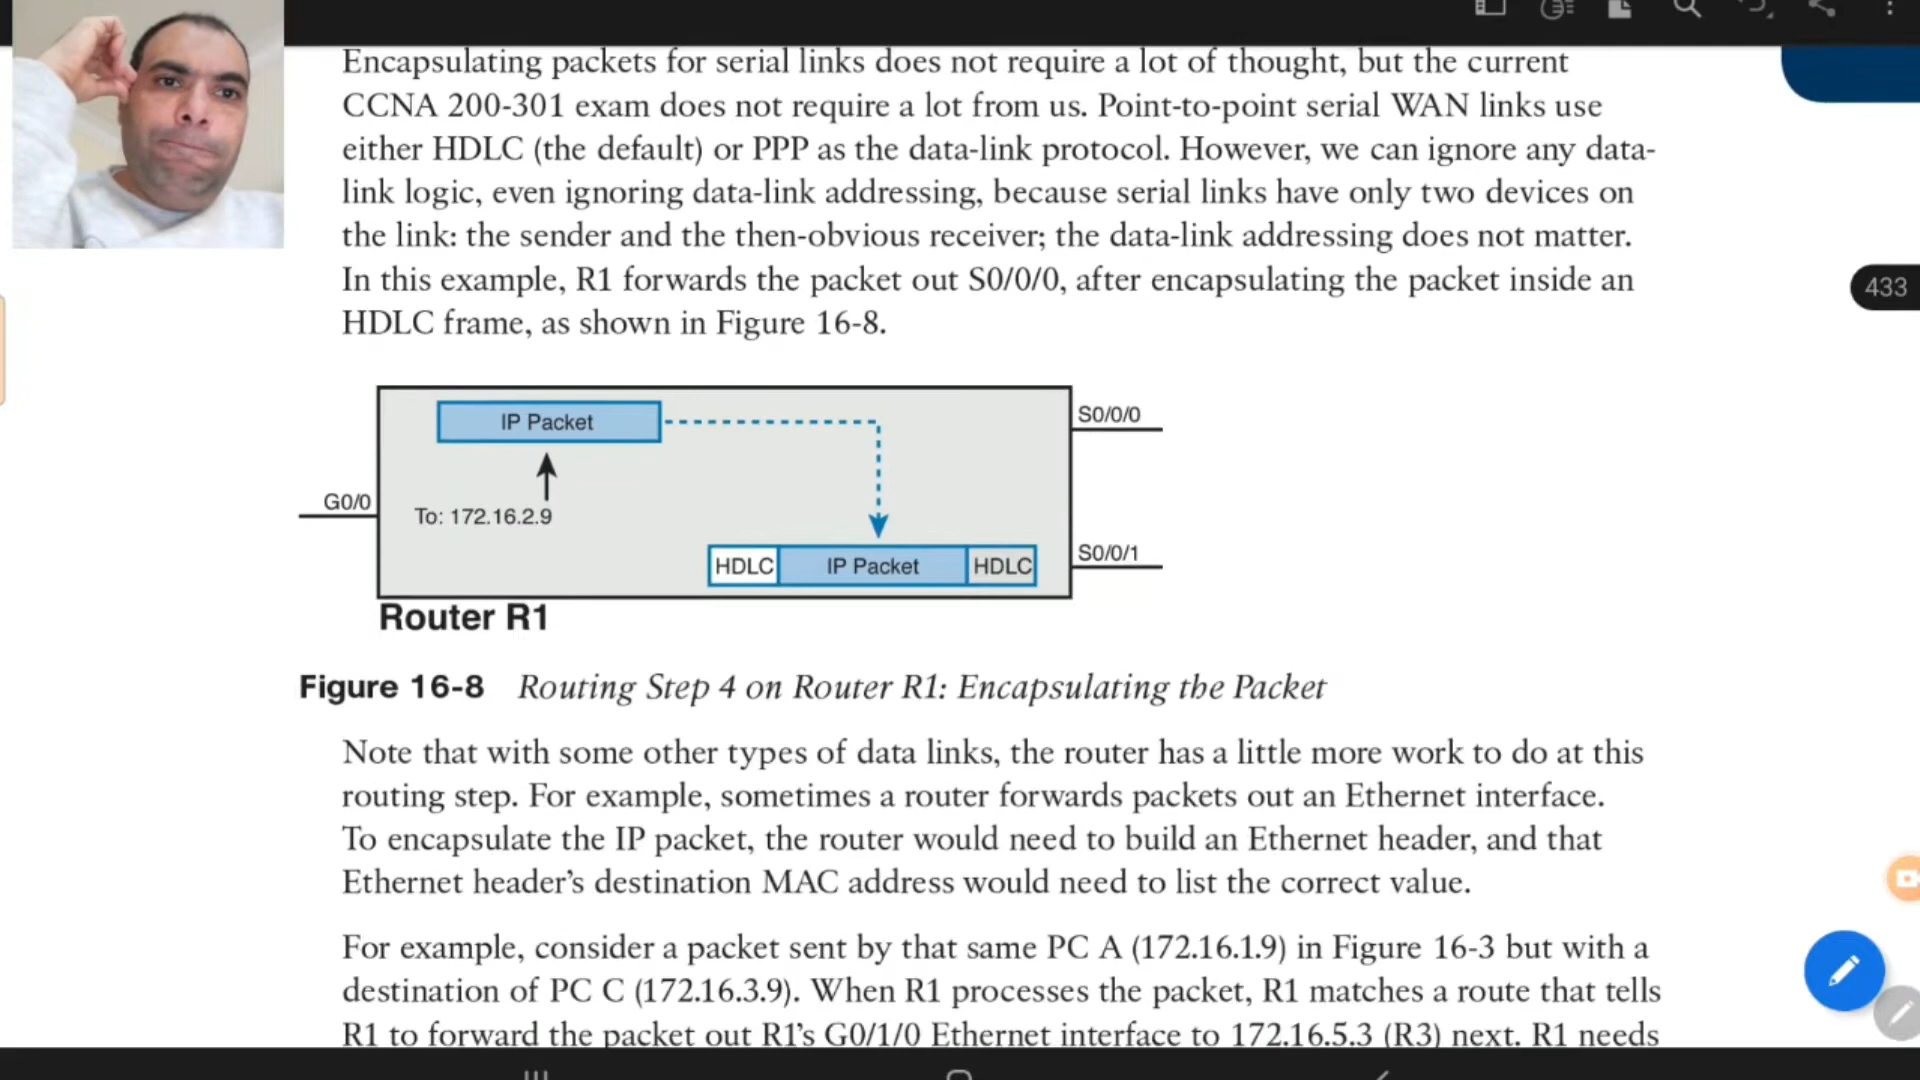 Encapsulating packets for serial links does not require a lot of thought, but the current
CCNA 200-301 exam does not require a lot from us. Point-to-point serial WAN links use
either HDLC (the default) or PPP as the data-link protocol. However, we can ignore any data-
link logic, even ignoring data-link addressing, because serial links have only two devices on
the link: the sender and the then-obvious receiver; the data-link addressing does not matter.
In this example, R1 forwards the packet out S0/0/0, after encapsulating the packet inside an
HDLC frame, as shown in Figure 16-8.
433
IP Packet
S0/0/0
G0/0
To: 172.16.2.9
HDLC IP Packet HDLC
S0/0/1
Router R1
Figure 16-8 Routing Step 4 on Router R1: Encapsulating the Packet
Note that with some other types of data links, the router has a little more work to do at this
routing step. For example, sometimes a router forwards packets out an Ethernet interface.
To encapsulate the IP packet, the router would need to build an Ethernet header, and that
Ethernet header's destination MAC address would need to list the correct value.
For example, consider a packet sent by that same PC A (172.16.1.9) in Figure 16-3 but with a
destination of PC C (172.16.3.9). When R1 processes the packet, R1 matches a route that tells
R1 to forward the packet out R1's G0/1/0 Ethernet interface to 172.16.5.3 (R3) next. R1 needs